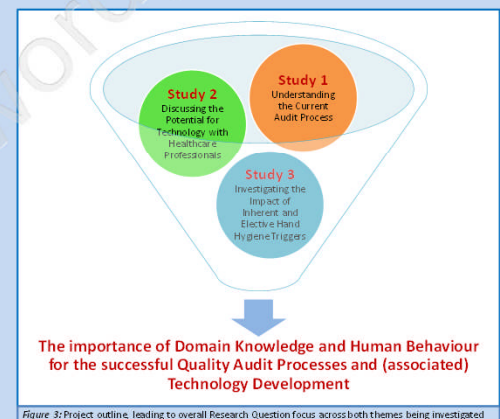 Study 1
Understanding
the Current
Audit Process
Study 2
Discussing the
Potential for
Technology with
Healthcare
Professionals
Study 3
Investigating the
Impact of
Inherent and
Elective Hand
Hygiene Triggers
The importance of Domain Knowledge and Human Behaviour
for the successful Quality Audit Processes and (associated)
Technology Development
Figure 3: Project outline, leading to overall Research Question focus across both themes being investigated